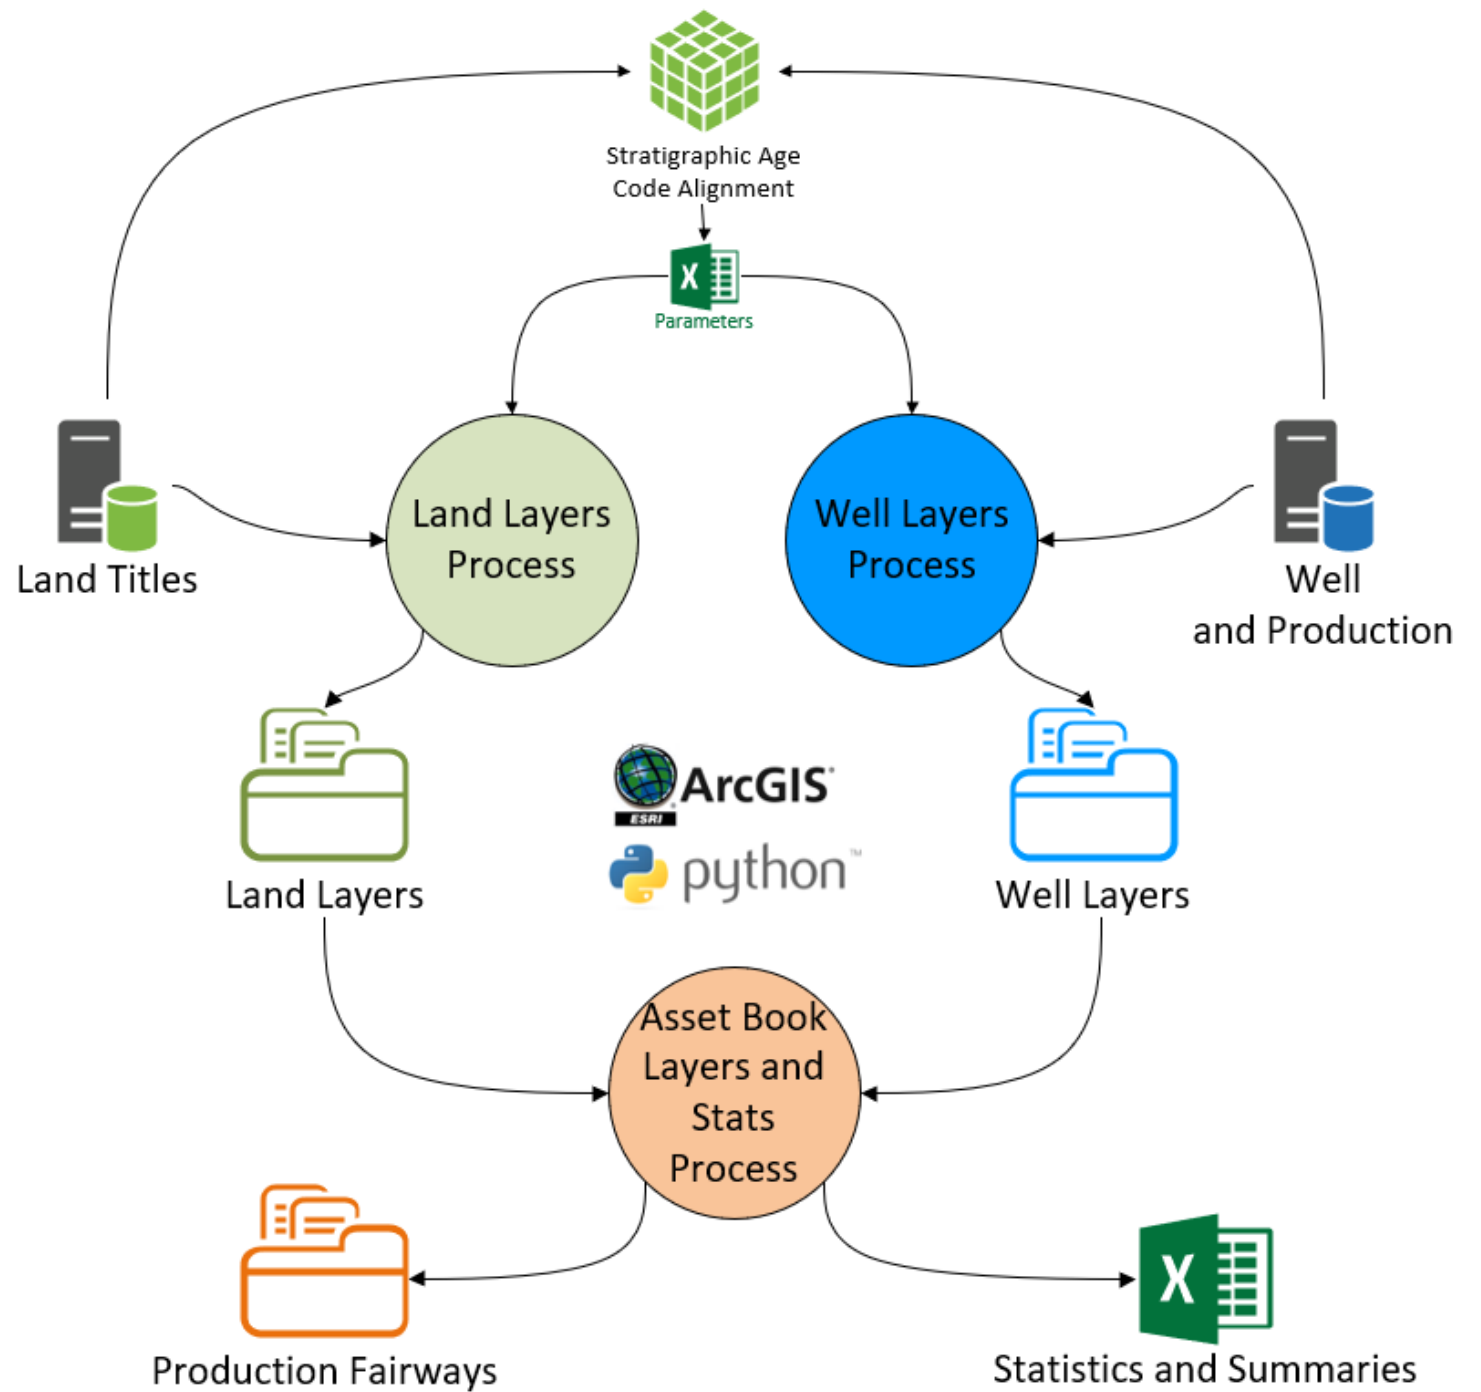 Stratigraphic Age
Code Alignment
X
Parameters
Land Layers
Process
Well Layers
Process
Land Titles
Well
and Production
ArcGIS
ESRI
python™
Land Layers
Well Layers
Asset Book
Layers and
Stats
Process
X
Production Fairways
Statistics and Summaries